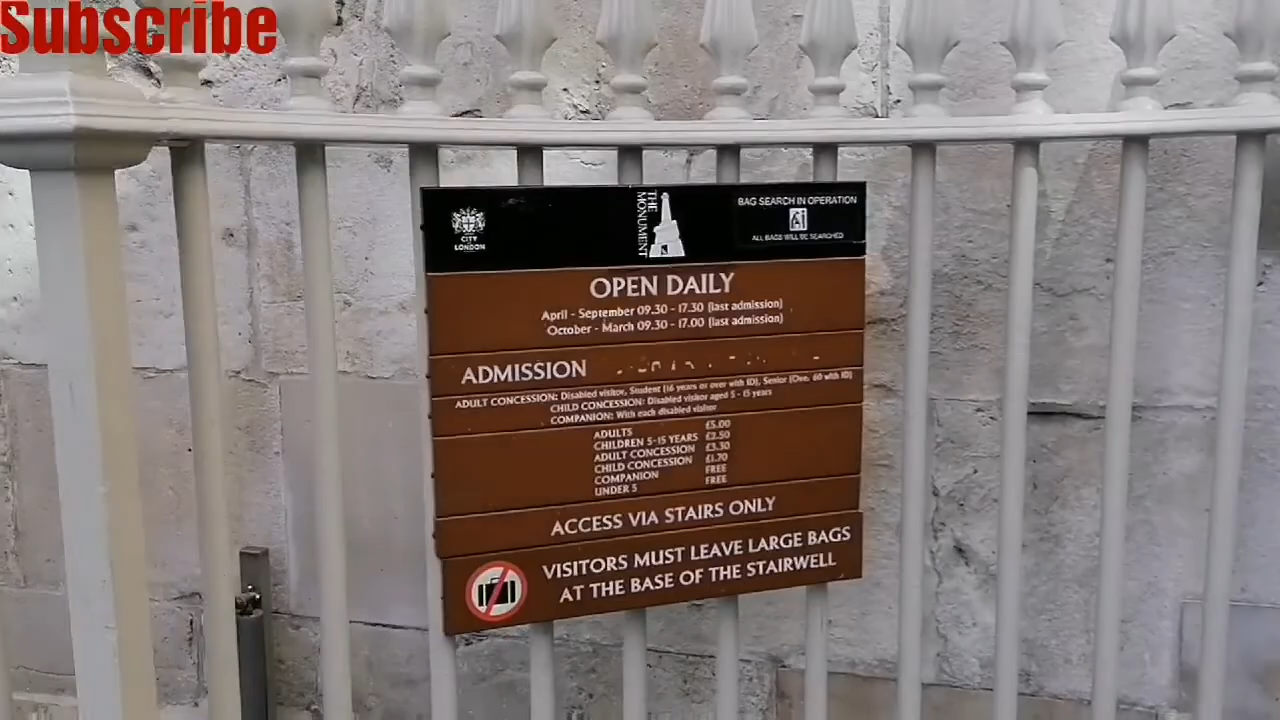 Subscribe
CITY
LONDON
THE
MONUMENT
BAG SEARCH IN OPERATION
ALL BAGS WILL BE SEARCHED
OPEN DAILY
April - September 09.30 - 17.30 (last admission)
October - March 09.30 - 17.00 (last admission)
ADMISSION
ADULT CONCESSION: Disabled visitor, Student (16 years or over with ID), Senior (Over 60 with ID)
CHILD CONCESSION: Disabled visitor aged 5 - 15 years
COMPANION: With each disabled visitor
ADULTS £5.00
CHILDREN 5-15 YEARS £2.50
ADULT CONCESSION £3.30
CHILD CONCESSION £1.70
COMPANION FREE
UNDER 5 FREE
ACCESS VIA STAIRS ONLY
VISITORS MUST LEAVE LARGE BAGS
AT THE BASE OF THE STAIRWELL